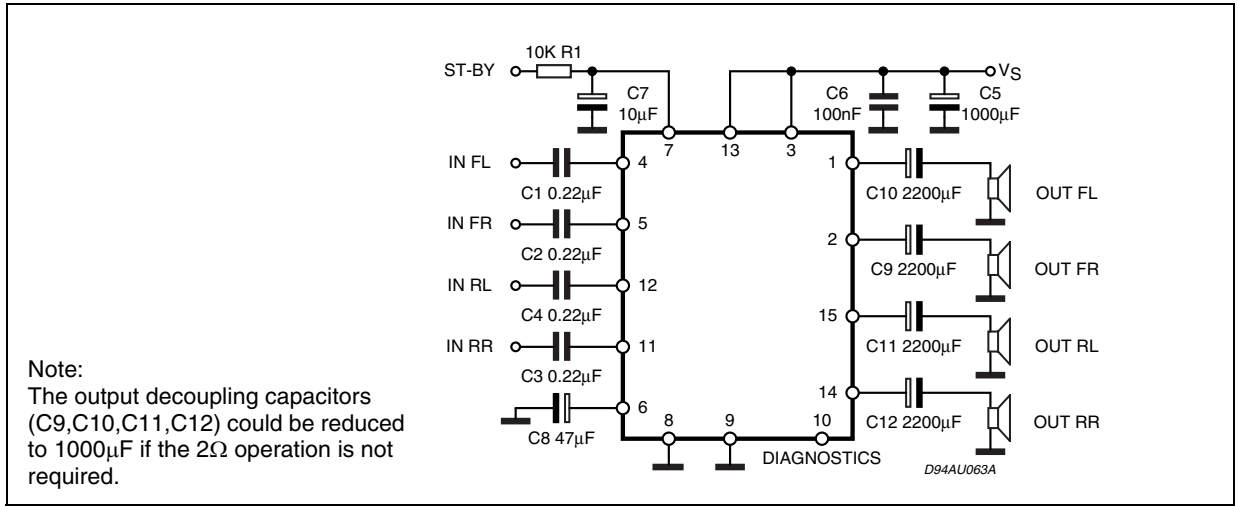 10K R1
ST-BY
VS
C7
10μF
C6
100nF
C5
1000μF
7
13
3
IN FL
4
1
C1 0.22μF
C10 2200μF
OUT FL
IN FR
5
2
C2 0.22μF
C9 2200μF
OUT FR
IN RL
12
15
C4 0.22μF
C11 2200μF
OUT RL
IN RR
11
14
C3 0.22μF
C12 2200μF
OUT RR
6
C8 47μF
8
9
10
DIAGNOSTICS
D94AU063A
Note:
The output decoupling capacitors
(C9,C10,C11,C12) could be reduced
to 1000μF if the 2Ω operation is not
required.